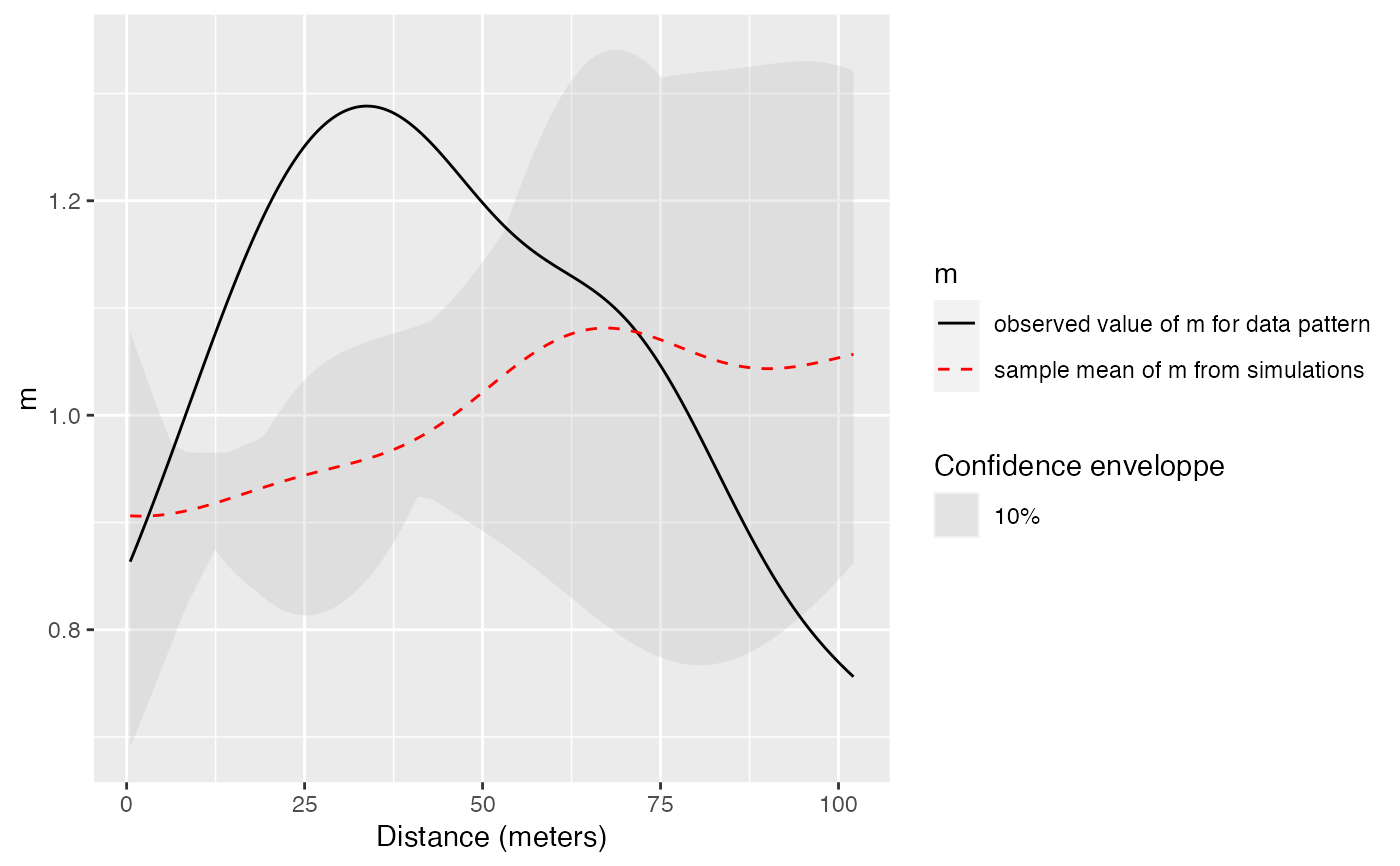 m
1.2
1.0
0.8
0 25 50 75 100
Distance (meters)
m
observed value of m for data pattern
sample mean of m from simulations
Confidence enveloppe
10%